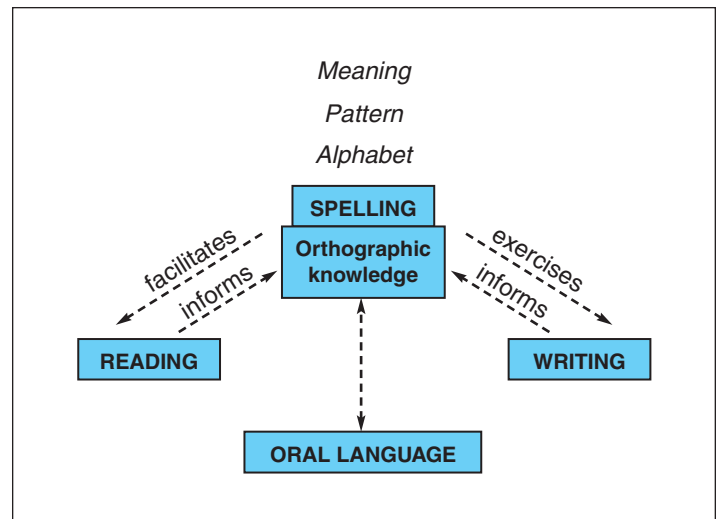 Meaning
Pattern
Alphabet
SPELLING
Orthographic
knowledge
facilitates
informs
exercises
informs
READING
WRITING
ORAL LANGUAGE